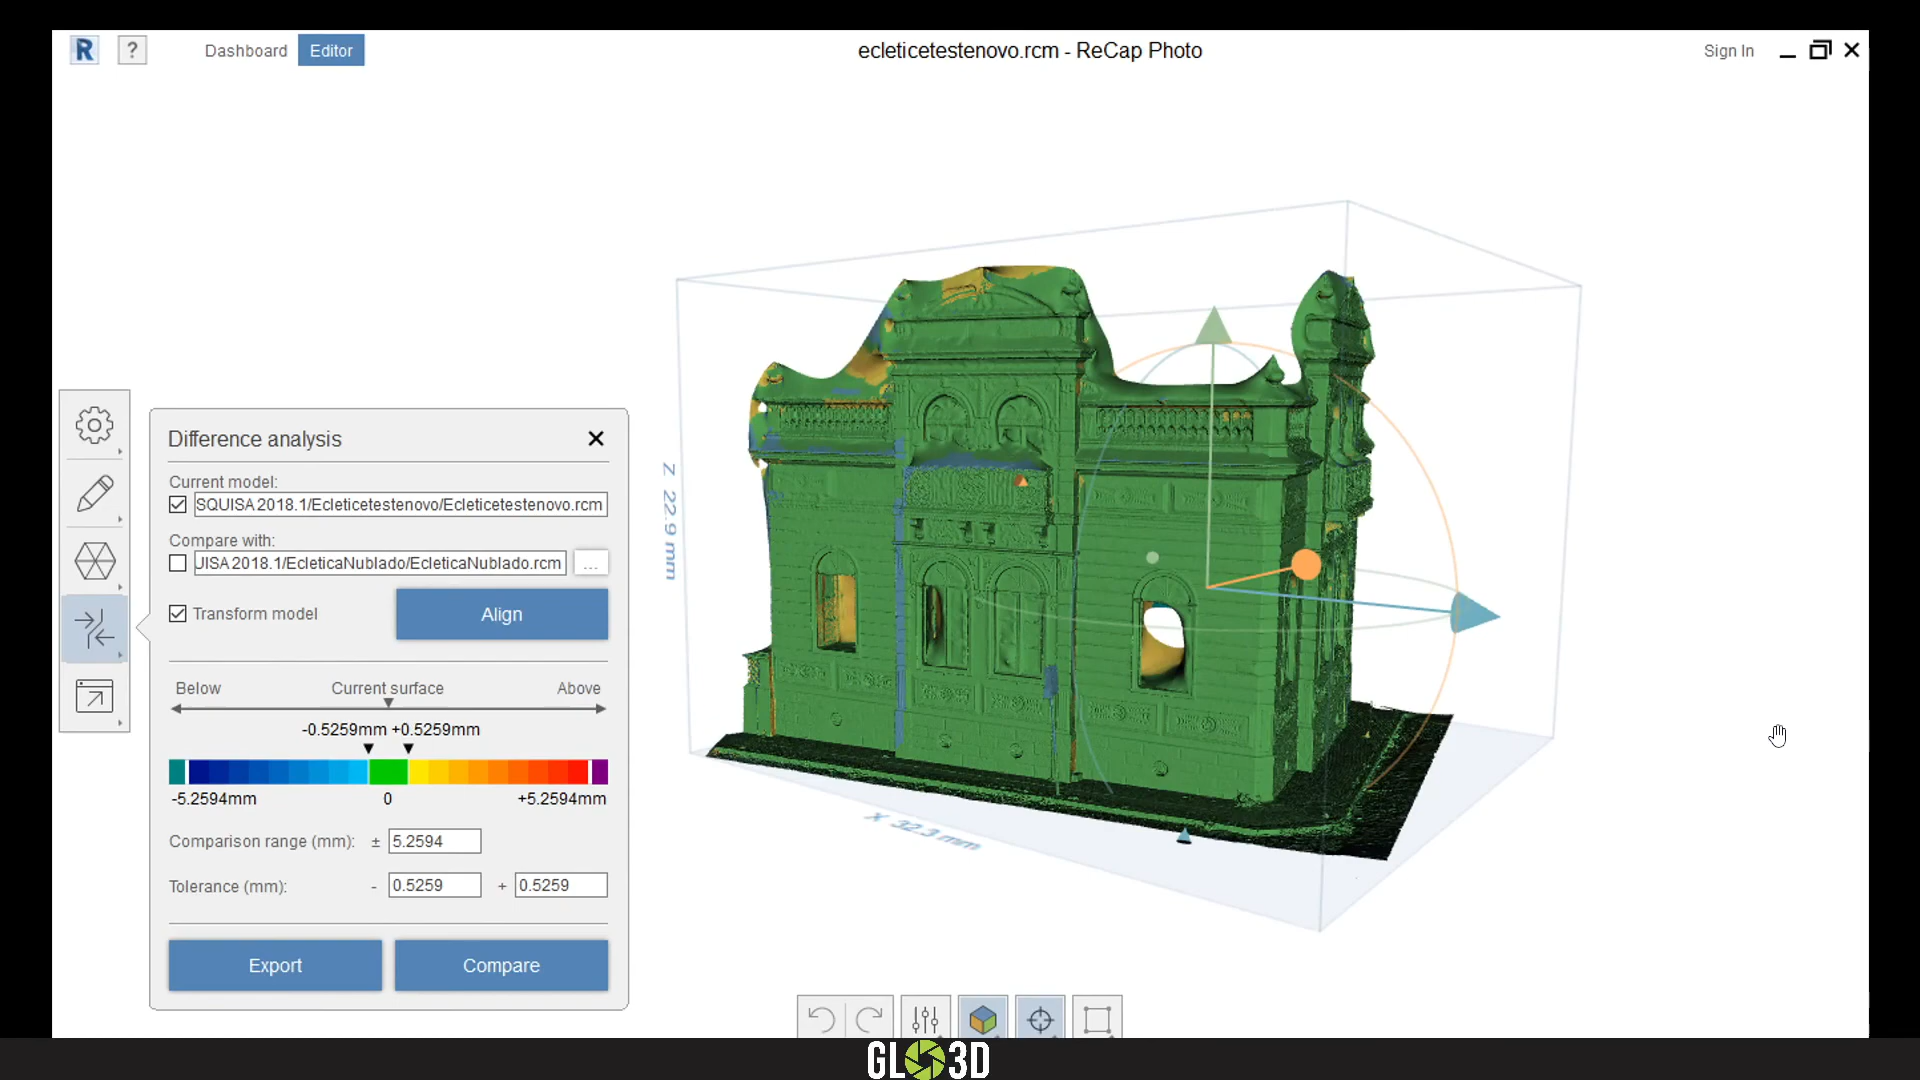 R ? Dashboard Editor ecleticetestenovo.rcm - ReCap Photo Sign In
Difference analysis
Current model:
SQUISA 2018.1/Ecleticetestenovo/Ecleticetestenovo.rcm
Compare with:
JISA 2018.1/EcleticaNublado/EcleticaNublado.rcm ...
Transform model Align
Below Current surface Above
-0.5259mm +0.5259mm
-5.2594mm 0 +5.2594mm
Comparison range (mm): ± 5.2594
Tolerance (mm): - 0.5259 + 0.5259
Export Compare
Z 22.9 mm
X 32.3 mm
GLO3D